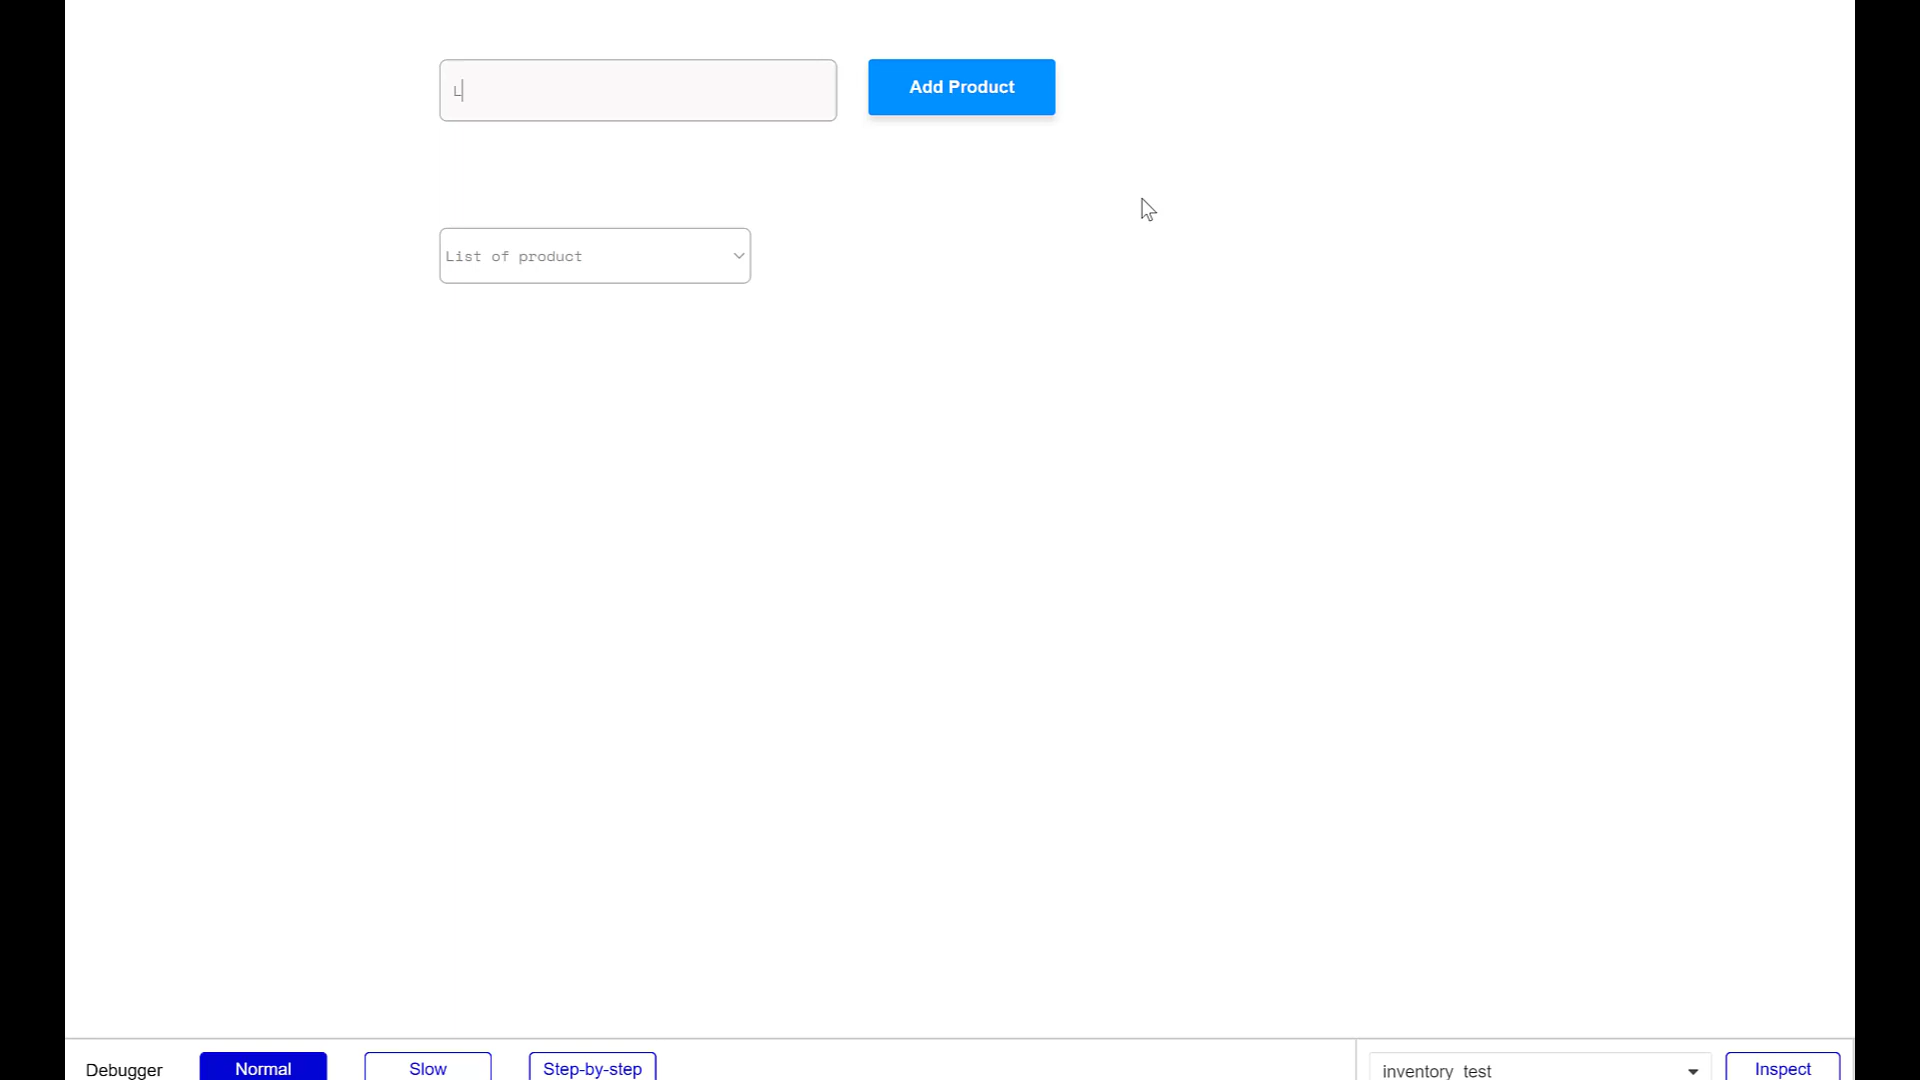 L
Add Product
List of product
Debugger
Normal
Slow
Step-by-step
inventory_test
Inspect